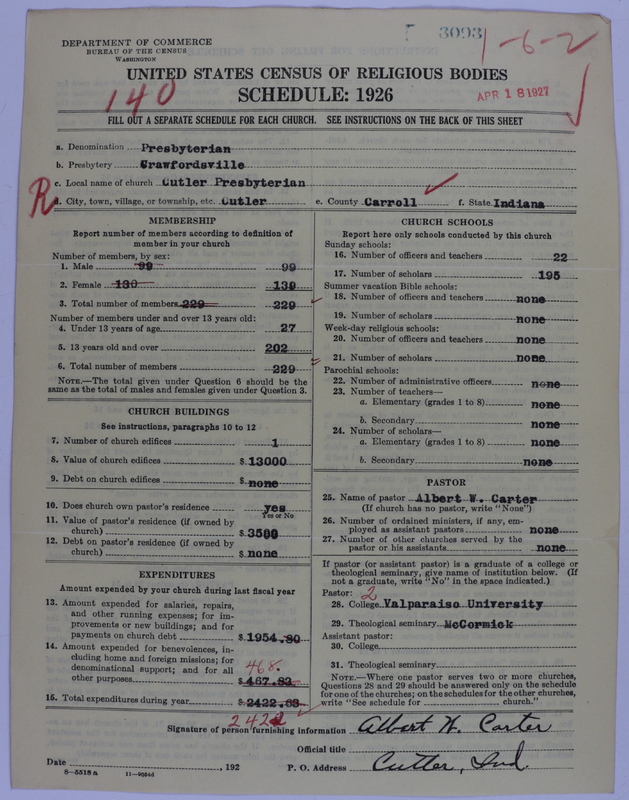 3093
1-6-2
DEPARTMENT OF COMMERCE
BUREAU OF THE CENSUS
WASHINGTON
UNITED STATES CENSUS OF RELIGIOUS BODIES
140
SCHEDULE: 1926
APR 18 1927
FILL OUT A SEPARATE SCHEDULE FOR EACH CHURCH. SEE INSTRUCTIONS ON THE BACK OF THIS SHEET
a. Denomination Presbyterian
b. Presbytery Crawfordsville
c. Local name of church Cutler Presbyterian
R
d. City, town, village, or township, etc. Cutler e. County Carroll f. State Indiana
MEMBERSHIP
Report number of members according to definition of
member in your church
Number of members, by sex:
1. Male 99 99
2. Female 130 130
3. Total number of members 229 229
Number of members under and over 13 years old:
4. Under 13 years of age 27
5. 13 years old and over 202
6. Total number of members 229
NOTE.—The total given under Question 6 should be the
same as the total of males and females given under Question 3.
CHURCH BUILDINGS
See instructions, paragraphs 10 to 12
7. Number of church edifices 1
8. Value of church edifices $ 13000
9. Debt on church edifices $ none
10. Does church own pastor's residence yes
Yes or No
11. Value of pastor's residence (if owned by
church) $ 3500
12. Debt on pastor's residence (if owned by
church) $ none
EXPENDITURES
Amount expended by your church during last fiscal year
13. Amount expended for salaries, repairs,
and other running expenses; for im-
provements or new buildings; and for
payments on church debt $ 1954.80
14. Amount expended for benevolences, in-
cluding home and foreign missions; for
denominational support; and for all 468.
other purposes $ 467.83
15. Total expenditures during year $ 2422.63
2422
CHURCH SCHOOLS
Report here only schools conducted by this church
Sunday schools:
16. Number of officers and teachers 22
17. Number of scholars 195
Summer vacation Bible schools:
18. Number of officers and teachers none
19. Number of scholars none
Week-day religious schools:
20. Number of officers and teachers none
21. Number of scholars none
Parochial schools:
22. Number of administrative officers none
23. Number of teachers—
a. Elementary (grades 1 to 8) none
b. Secondary none
24. Number of scholars—
a. Elementary (grades 1 to 8) none
b. Secondary none
PASTOR
25. Name of pastor Albert W. Carter
(If church has no pastor, write "None")
26. Number of ordained ministers, if any, em-
ployed as assistant pastors none
27. Number of other churches served by the
pastor or his assistants none
If pastor (or assistant pastor) is a graduate of a college or
theological seminary, give name of institution below. (If
not a graduate, write "No" in the space indicated.)
Pastor: 2
28. College Valparaiso University
29. Theological seminary McCormick
Assistant pastor:
30. College
31. Theological seminary
NOTE.—Where one pastor serves two or more churches,
Questions 28 and 29 should be answered only on the schedule
for one of the churches; on the schedules for the other churches,
write "See schedule for church."
Signature of person furnishing information Albert W. Carter
Official title
Date , 192 P. O. Address Cutler, Ind.
8-5518 a